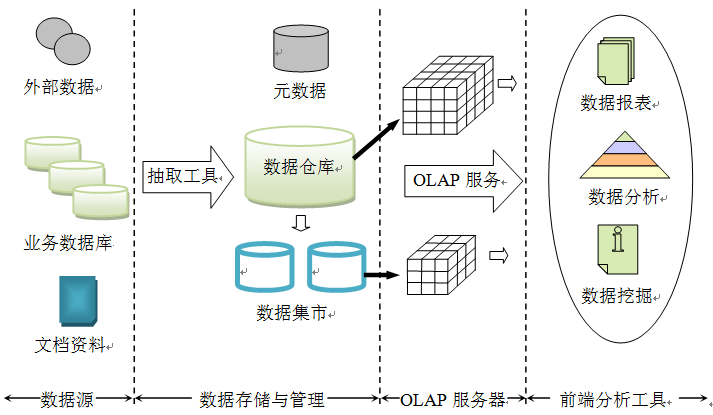 外部数据
业务数据库
文档资料
抽取工具
元数据
数据仓库
数据集市
OLAP 服务
数据报表
数据分析
i
数据挖掘
数据源
数据存储与管理
OLAP 服务器
前端分析工具